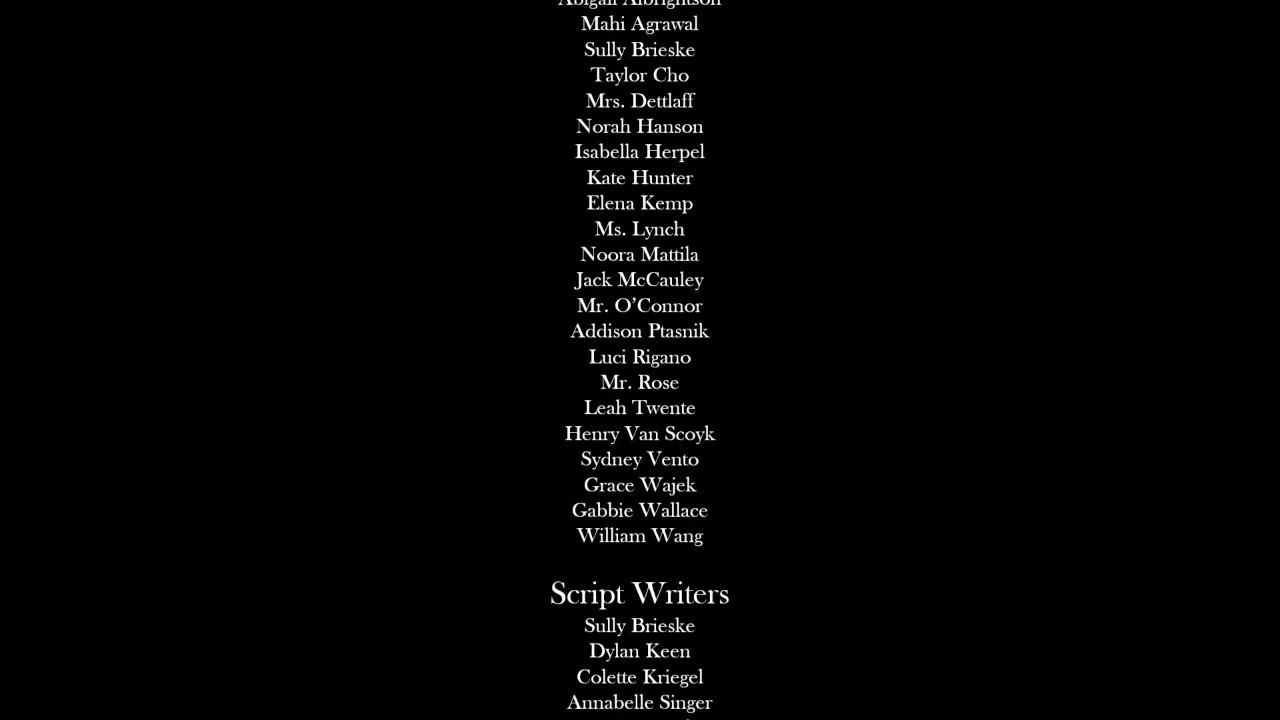 Abigail Albrightson
Mahi Agrawal
Sully Brieske
Taylor Cho
Mrs. Dettlaff
Norah Hanson
Isabella Herpel
Kate Hunter
Elena Kemp
Ms. Lynch
Noora Mattila
Jack McCauley
Mr. O’Connor
Addison Ptasnik
Luci Rigano
Mr. Rose
Leah Twente
Henry Van Scoyk
Sydney Vento
Grace Wajek
Gabbie Wallace
William Wang
Script Writers
Sully Brieske
Dylan Keen
Colette Kriegel
Annabelle Singer